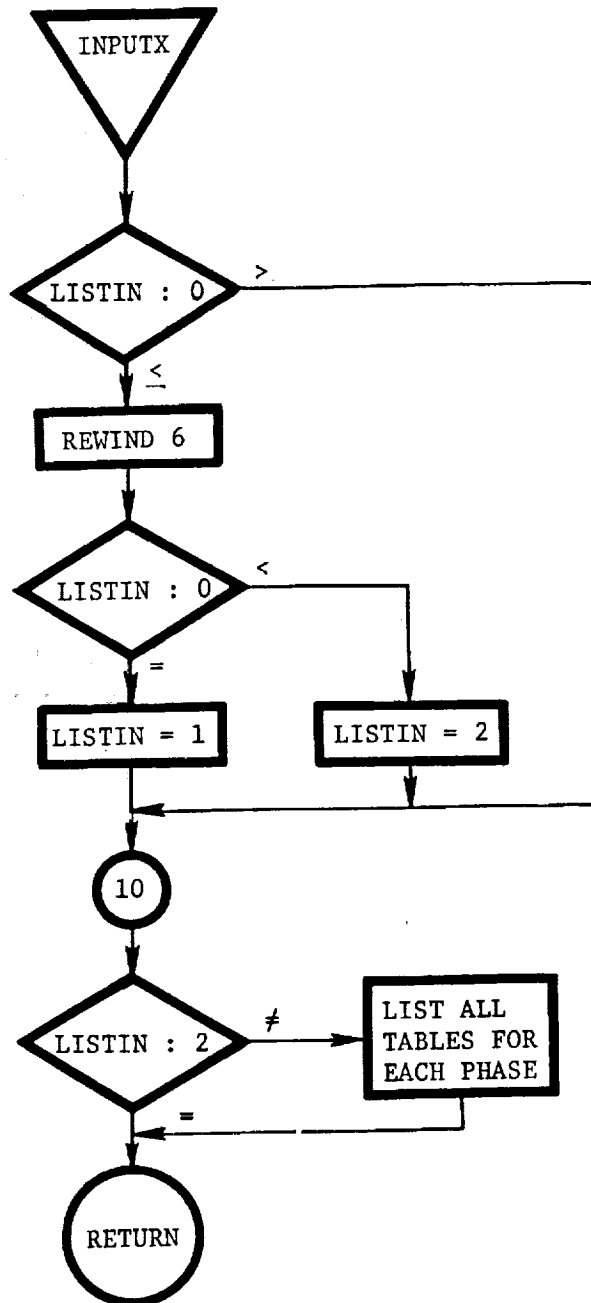 INPUTX
LISTIN : 0
>
≤
REWIND 6
LISTIN : 0
<
=
LISTIN = 1
LISTIN = 2
10
LISTIN : 2
≠
LIST ALL
TABLES FOR
EACH PHASE
=
RETURN